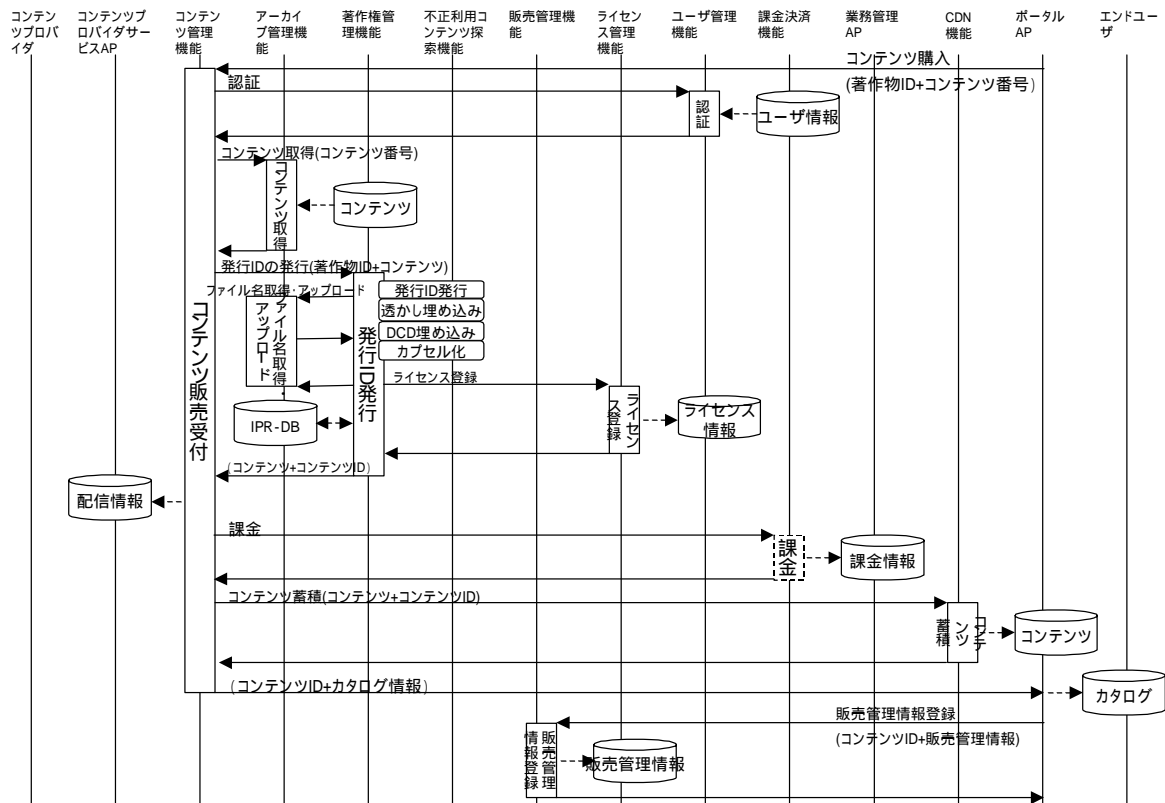 コンテン
ツプロバ
イダ
コンテンツプ
ロバイダサー
ビスAP
コンテン
ツ管理
機能
アーカイ
ブ管理機
能
著作権管
理機能
不正利用コ
ンテンツ探
索機能
販売管理機
能
ライセン
ス管理
機能
ユーザ管理
機能
課金決済
機能
業務管理
AP
CDN
機能
ポータル
AP
エンドユー
ザ
コンテンツ購入
(著作物ID+コンテンツ番号)
認証
認証
ユーザ情報
コンテンツ取得(コンテンツ番号)
コンテンツ取得
コンテンツ
発行IDの発行(著作物ID+コンテンツ)
ファイル名取得・アップロード
ファイル名取得・
アップロード
発行ID発行
発行ID発行
透かし埋め込み
DCD埋め込み
カプセル化
コンテンツ販売受付
ライセンス登録
ライセン
ス登録
ライセンス
情報
IPR-DB
(コンテンツ+コンテンツID)
配信情報
課金
課金
課金情報
コンテンツ蓄積(コンテンツ+コンテンツID)
コンテ
ンツ
蓄積
コンテンツ
(コンテンツID+カタログ情報)
カタログ
販売管理情報登録
(コンテンツID+販売管理情報)
販売管理
情報登録
販売管理情報